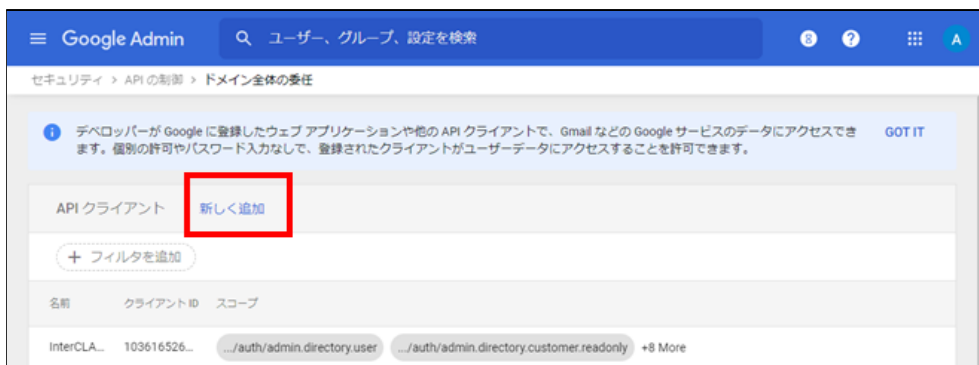 Google Admin
ユーザー、グループ、設定を検索
8
?
A
セキュリティ > API の制御 > ドメイン全体の委任
デベロッパーが Google に登録したウェブ アプリケーションや他の API クライアントで、Gmail などの Google サービスのデータにアクセスでき
ます。個別の許可やパスワード入力なしで、登録されたクライアントがユーザーデータにアクセスすることを許可できます。
GOT IT
API クライアント 新しく追加
+ フィルタを追加
名前 クライアント ID スコープ
InterCLA... 103616526... .../auth/admin.directory.user .../auth/admin.directory.customer.readonly +8 More